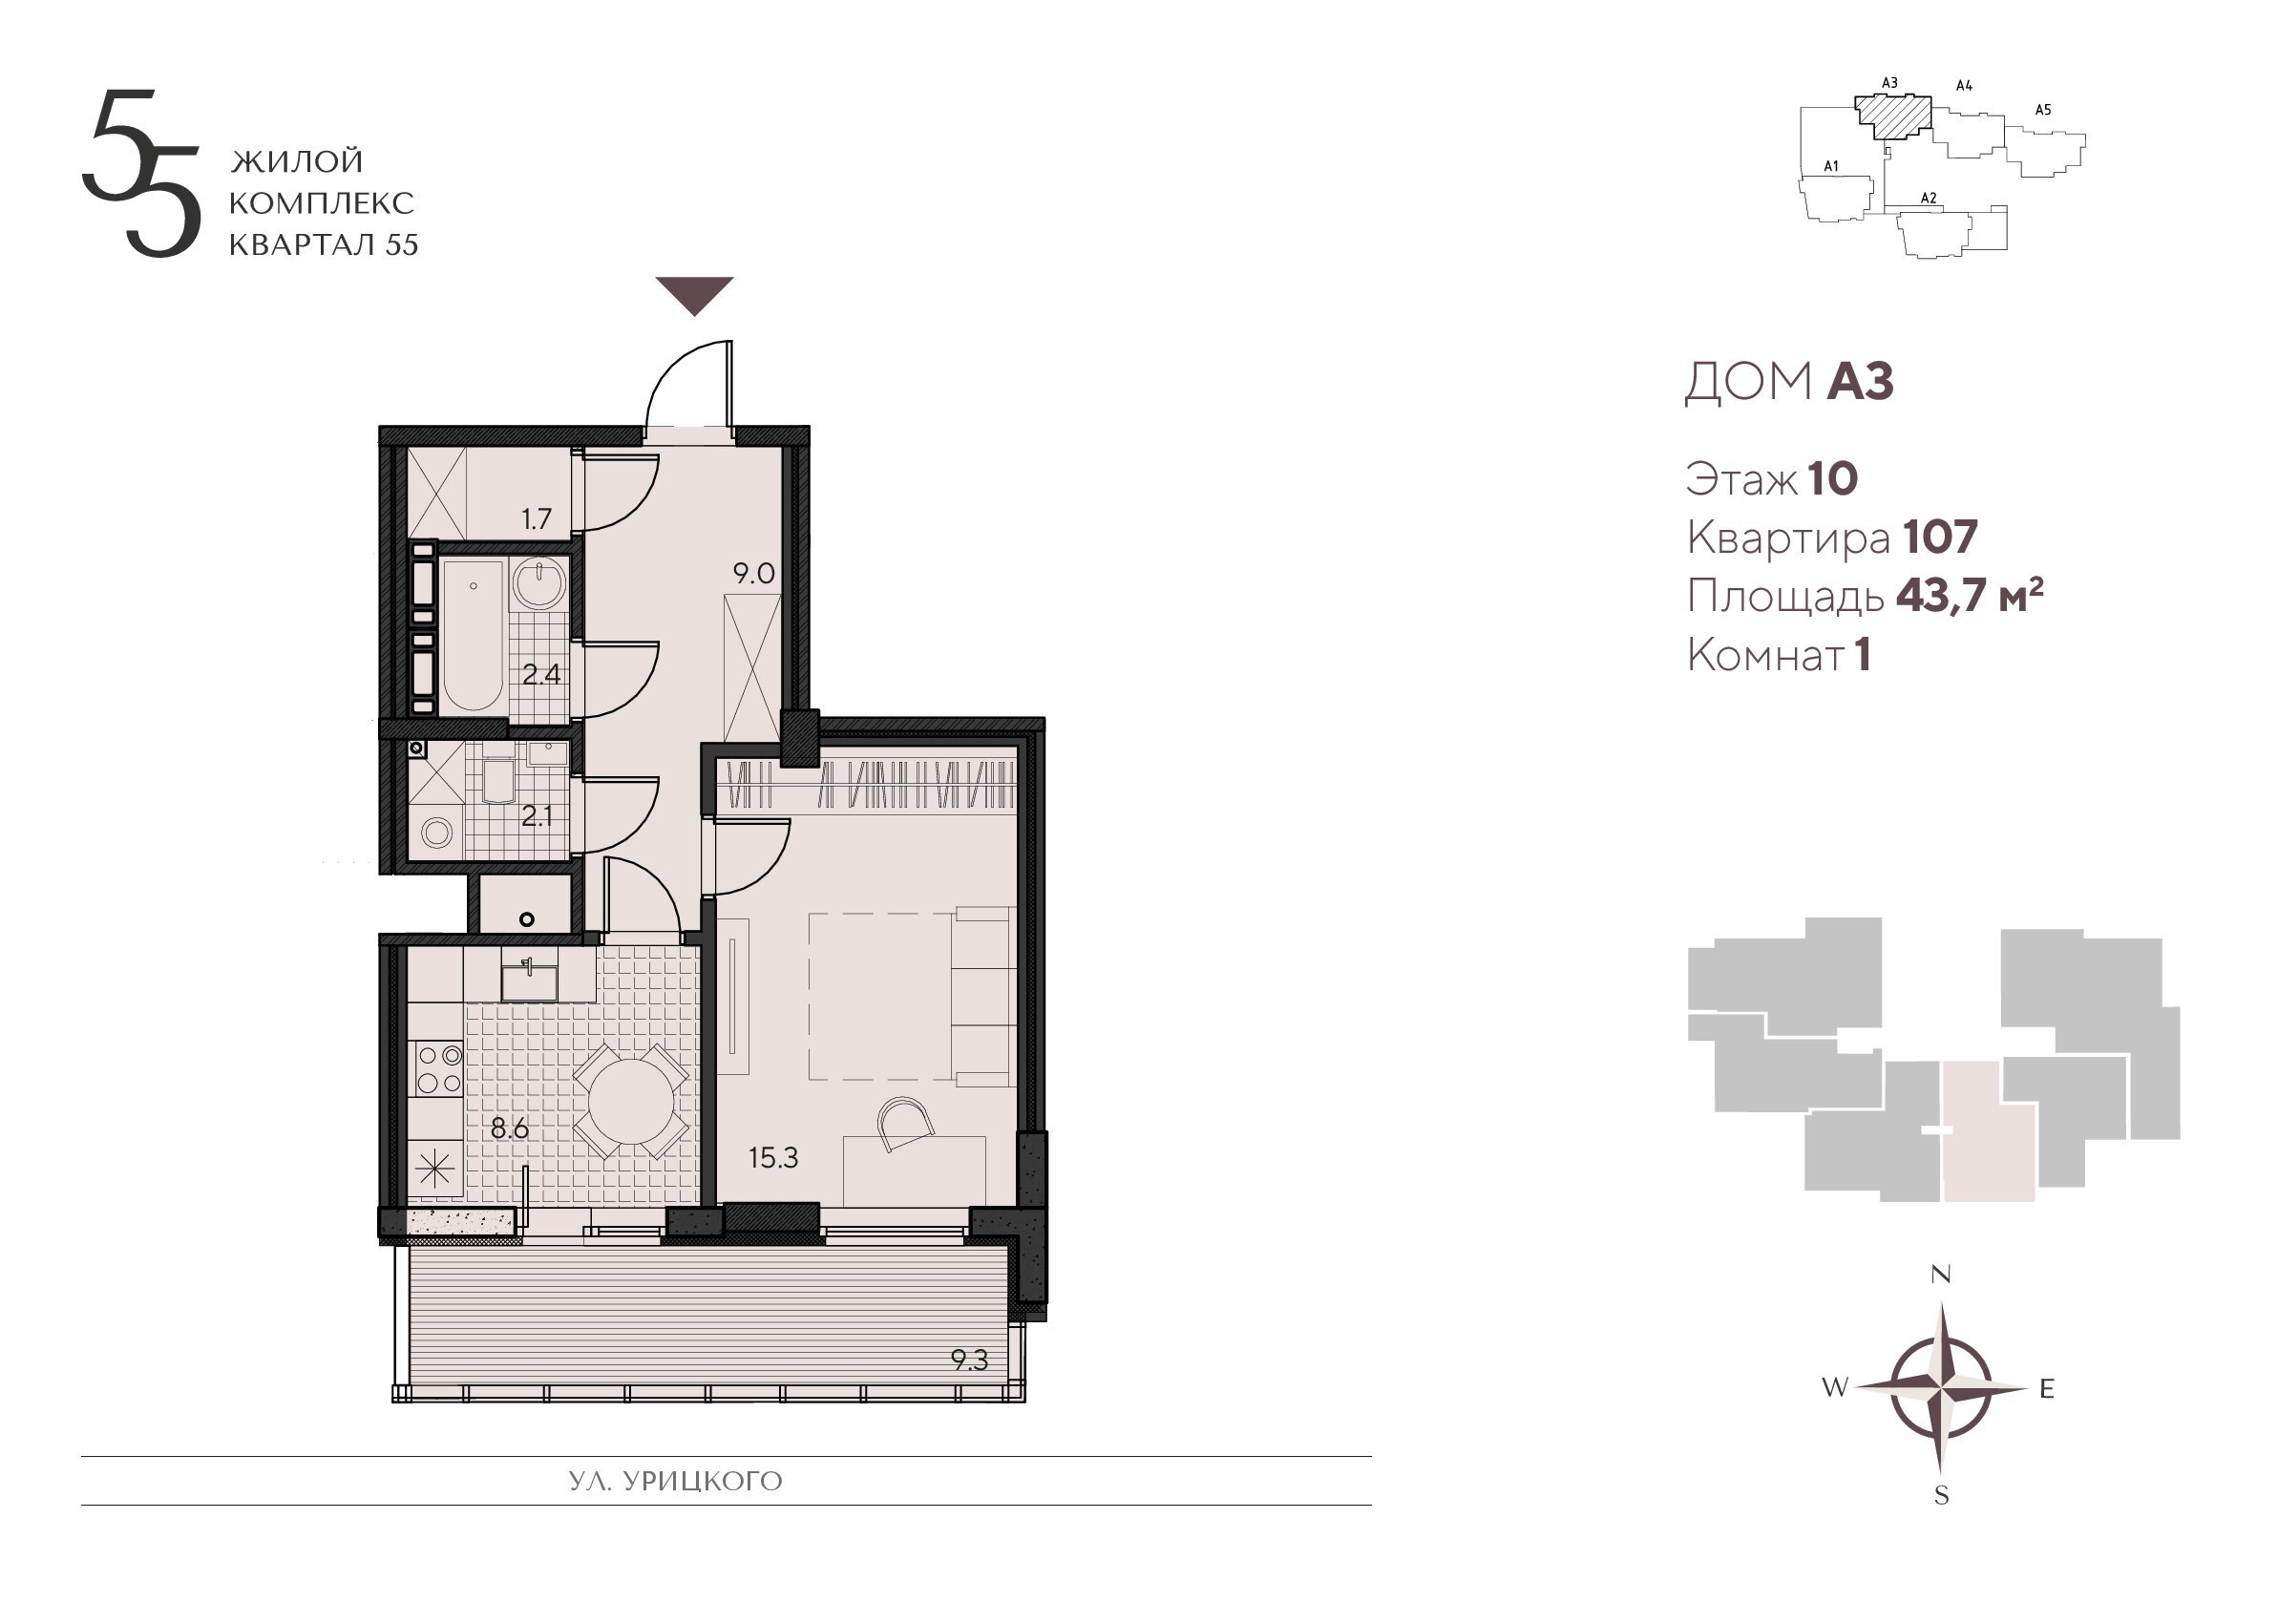 55
ЖИЛОЙ
КОМПЛЕКС
КВАРТАЛ 55
A3
A4
A5
A1
A2
ДОМ А3
Этаж 10
Квартира 107
Площадь 43,7 м²
Комнат 1
1.7
9.0
2.4
2.1
8.6
15.3
9.3
N
W
E
S
УЛ. УРИЦКОГО